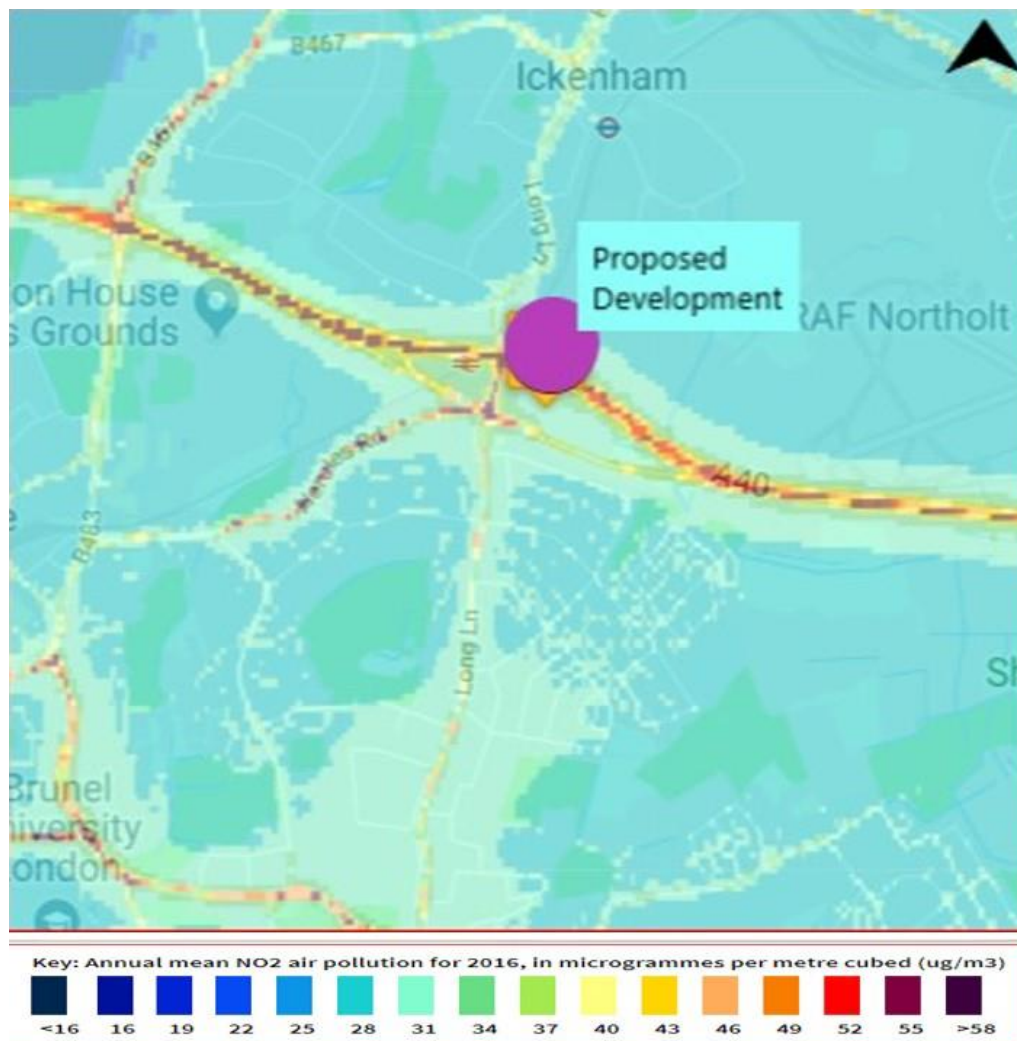 B467
Ickenham
B467
Long Ln
Proposed
Development
on House
s Grounds
RAF Northolt
A40
B483
Long Ln
Sh
Brunel
niversity
ondon
Key: Annual mean NO2 air pollution for 2016, in microgrammes per metre cubed (ug/m3)
<16 16 19 22 25 28 31 34 37 40 43 46 49 52 55 >58